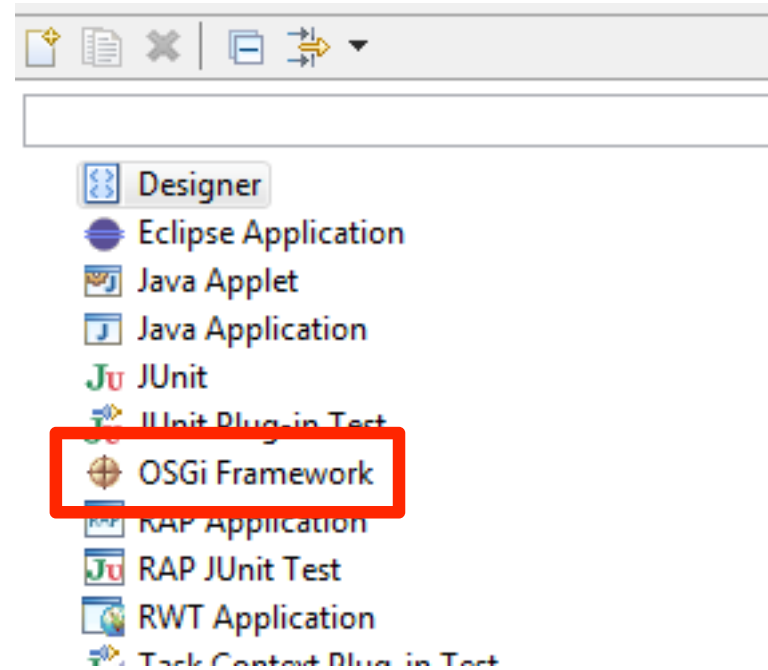 Designer
Eclipse Application
Java Applet
Java Application
JUnit
JUnit Plug-in Test
OSGi Framework
RAP Application
RAP JUnit Test
RWT Application
Task Context Plug-in Test